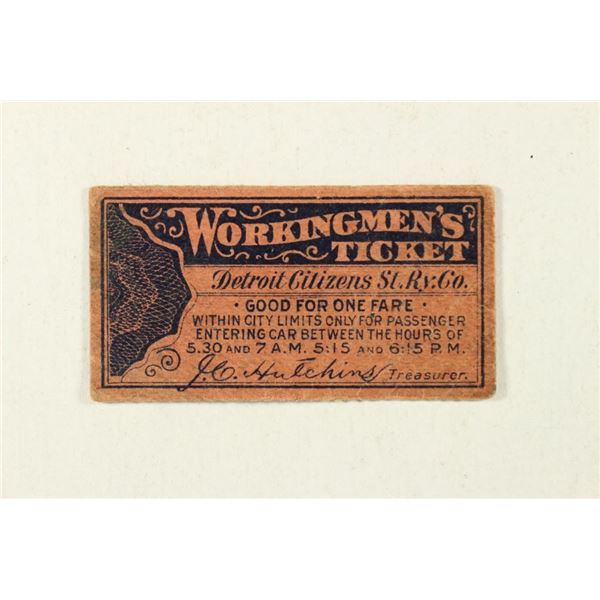 WORKINGMEN'S
TICKET
Detroit Citizens St. Ry. Co.
· GOOD FOR ONE FARE ·
WITHIN CITY LIMITS ONLY FOR PASSENGER
ENTERING CAR BETWEEN THE HOURS OF
5.30 AND 7 A.M. 5:15 AND 6:15 P.M.
J.C. Hutchins Treasurer.